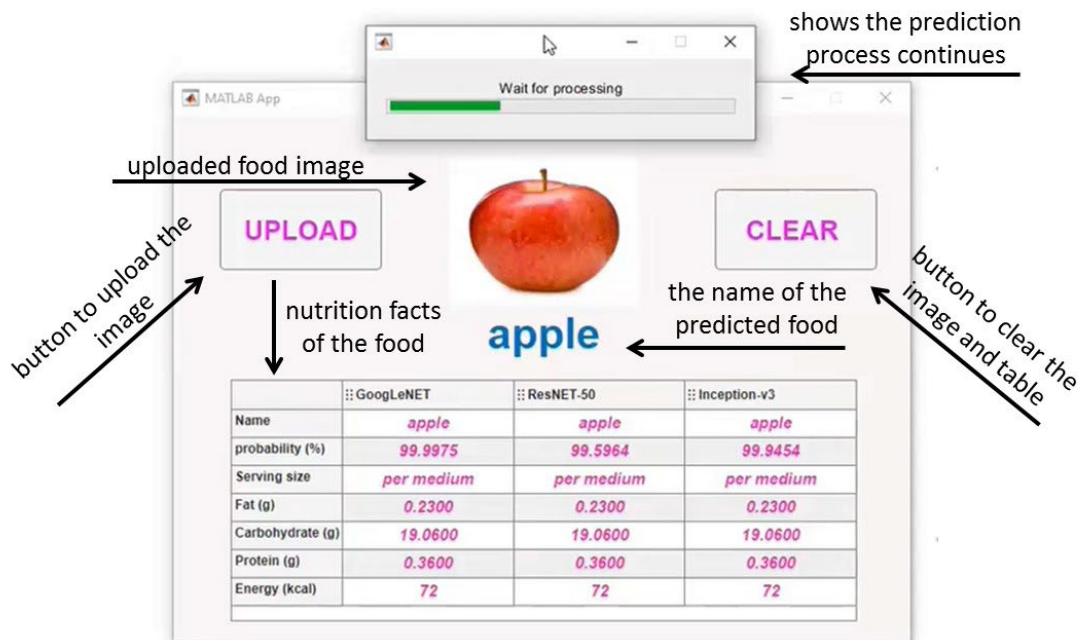 shows the prediction
process continues
Wait for processing
MATLAB App
uploaded food image
UPLOAD
CLEAR
button to upload the
image
nutrition facts
of the food
the name of the
predicted food
button to clear the
image and table
apple
GoogLeNET ResNET-50 Inception-v3
Name apple apple apple
probability (%) 99.9975 99.5964 99.9454
Serving size per medium per medium per medium
Fat (g) 0.2300 0.2300 0.2300
Carbohydrate (g) 19.0600 19.0600 19.0600
Protein (g) 0.3600 0.3600 0.3600
Energy (kcal) 72 72 72